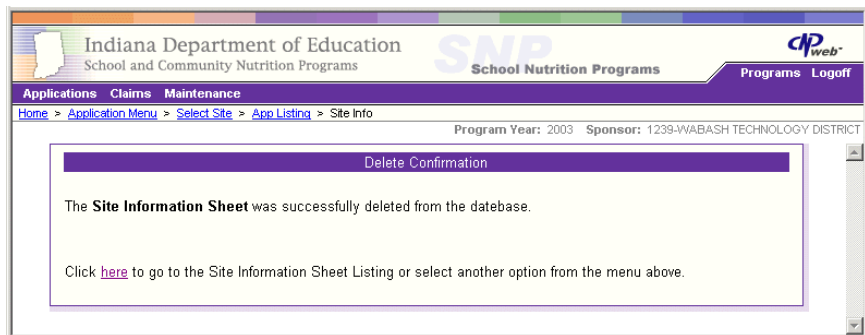 Indiana Department of Education
School and Community Nutrition Programs
SNP
School Nutrition Programs
CNPweb
Programs Logoff
Applications Claims Maintenance
Home > Application Menu > Select Site > App Listing > Site Info
Program Year: 2003 Sponsor: 1239-WABASH TECHNOLOGY DISTRICT
Delete Confirmation
The Site Information Sheet was successfully deleted from the datebase.
Click here to go to the Site Information Sheet Listing or select another option from the menu above.